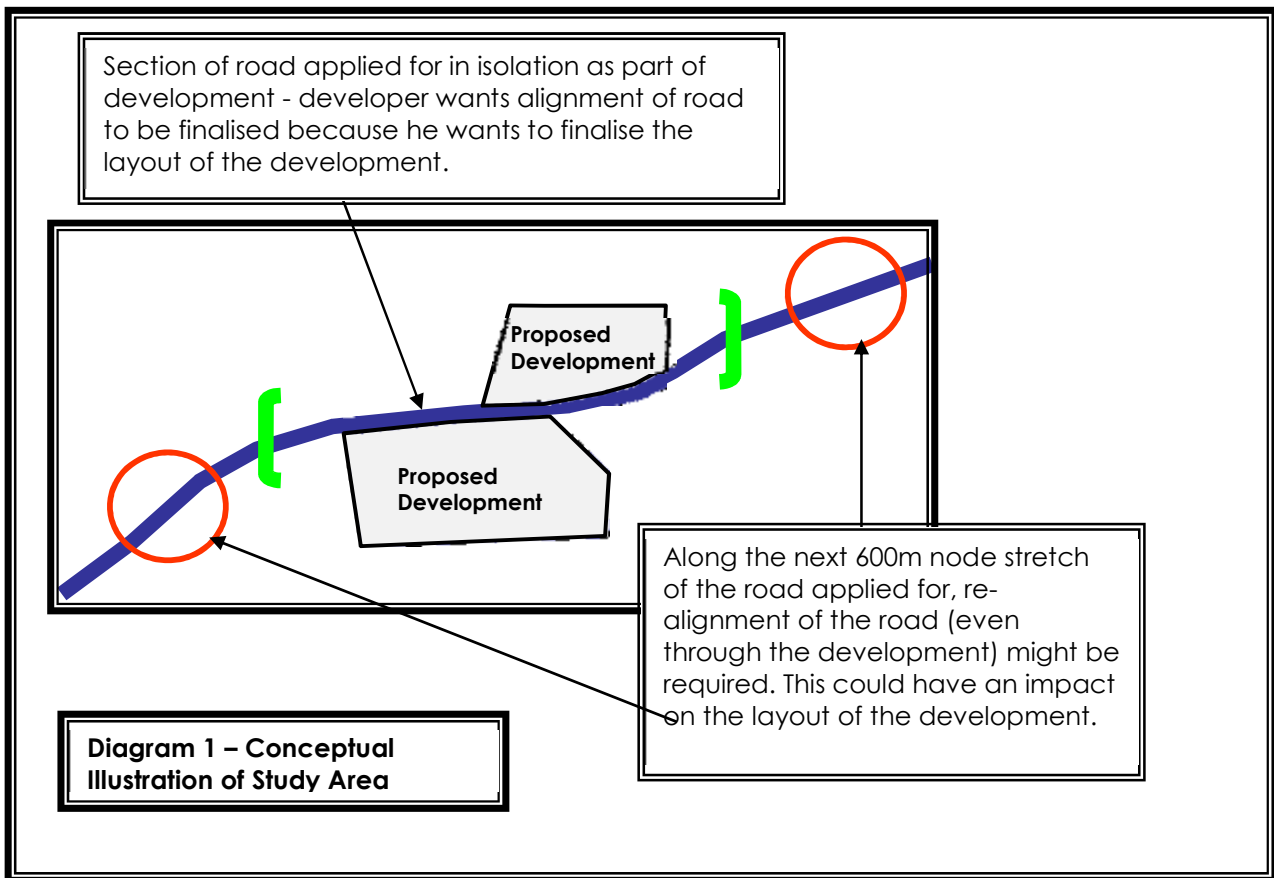 Section of road applied for in isolation as part of
development - developer wants alignment of road
to be finalised because he wants to finalise the
layout of the development.
Proposed
Development
Proposed
Development
Along the next 600m node stretch
of the road applied for, re-
alignment of the road (even
through the development) might be
required. This could have an impact
on the layout of the development.
Diagram 1 – Conceptual
Illustration of Study Area